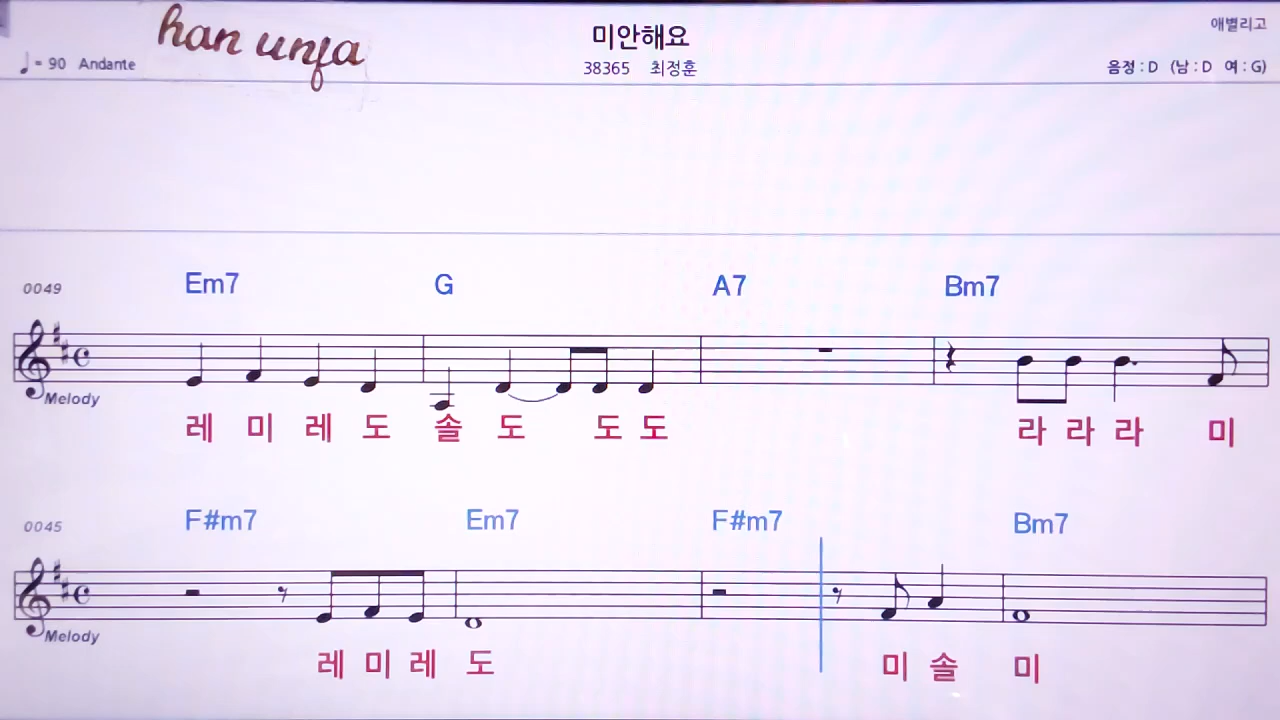 han unfa
미안해요
애별리고
♩= 90 Andante
38365 최정훈
음정 : D (남 : D 여 : G)
Em7 G A7 Bm7
0049
Melody
레 미 레 도 솔 도 도 도 라 라 라 미
F#m7 Em7 F#m7 Bm7
0045
Melody
레 미 레 도 미 솔 미